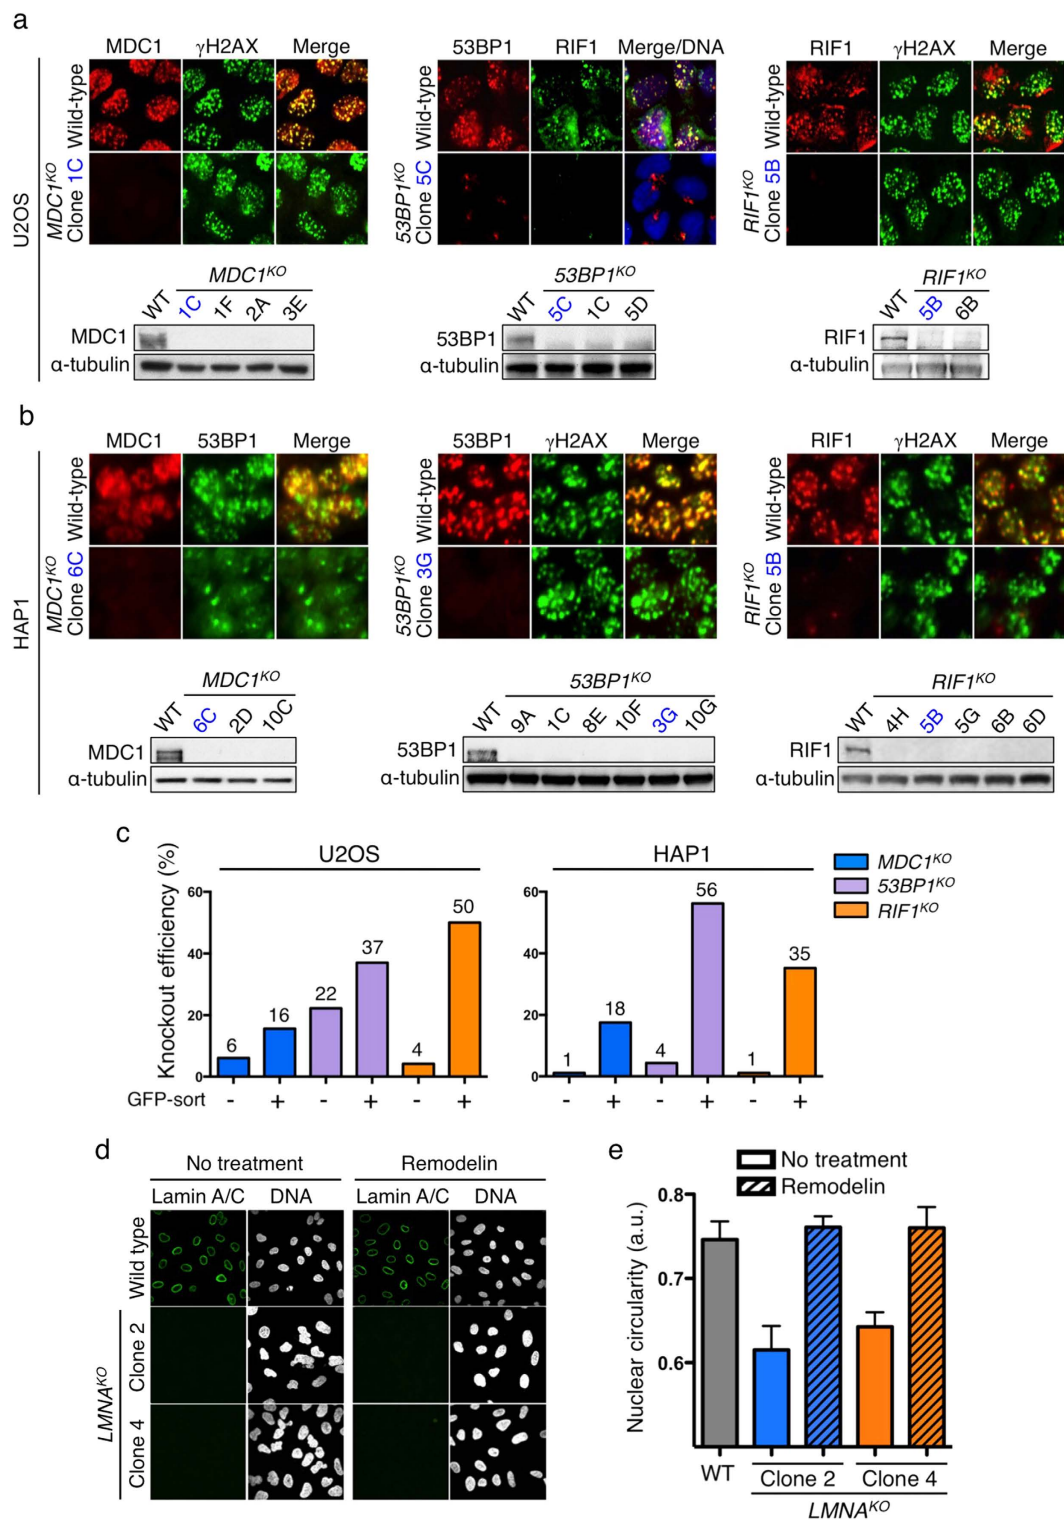 a
MDC1 γH2AX Merge
53BP1 RIF1 Merge/DNA
RIF1 γH2AX Merge
U2OS
Wild-type
MDC1KO
Clone 1C
Wild-type
53BP1KO
Clone 5C
Wild-type
RIF1KO
Clone 5B
MDC1KO
WT 1C 1F 2A 3E
MDC1
α-tubulin
53BP1KO
WT 5C 1C 5D
53BP1
α-tubulin
RIF1KO
WT 5B 6B
RIF1
α-tubulin
b
MDC1 53BP1 Merge
53BP1 γH2AX Merge
RIF1 γH2AX Merge
HAP1
Wild-type
MDC1KO
Clone 6C
Wild-type
53BP1KO
Clone 3G
Wild-type
RIF1KO
Clone 5B
MDC1KO
WT 6C 2D 10C
MDC1
α-tubulin
53BP1KO
WT 9A 1C 8E 10F 3G 10G
53BP1
α-tubulin
RIF1KO
WT 4H 5B 5G 6B 6D
RIF1
α-tubulin
c
U2OS
Knockout efficiency (%)
60
40
20
0
6 16 22 37 4 50
GFP-sort - + - + - +
HAP1
60
40
20
0
1 18 4 56 1 35
- + - + - +
MDC1KO
53BP1KO
RIF1KO
d
No treatment Remodelin
Lamin A/C DNA Lamin A/C DNA
Wild type
LMNAKO
Clone 2
Clone 4
e
No treatment
Remodelin
Nuclear circularity (a.u.)
0.8
0.7
0.6
WT Clone 2 Clone 4
LMNAKO